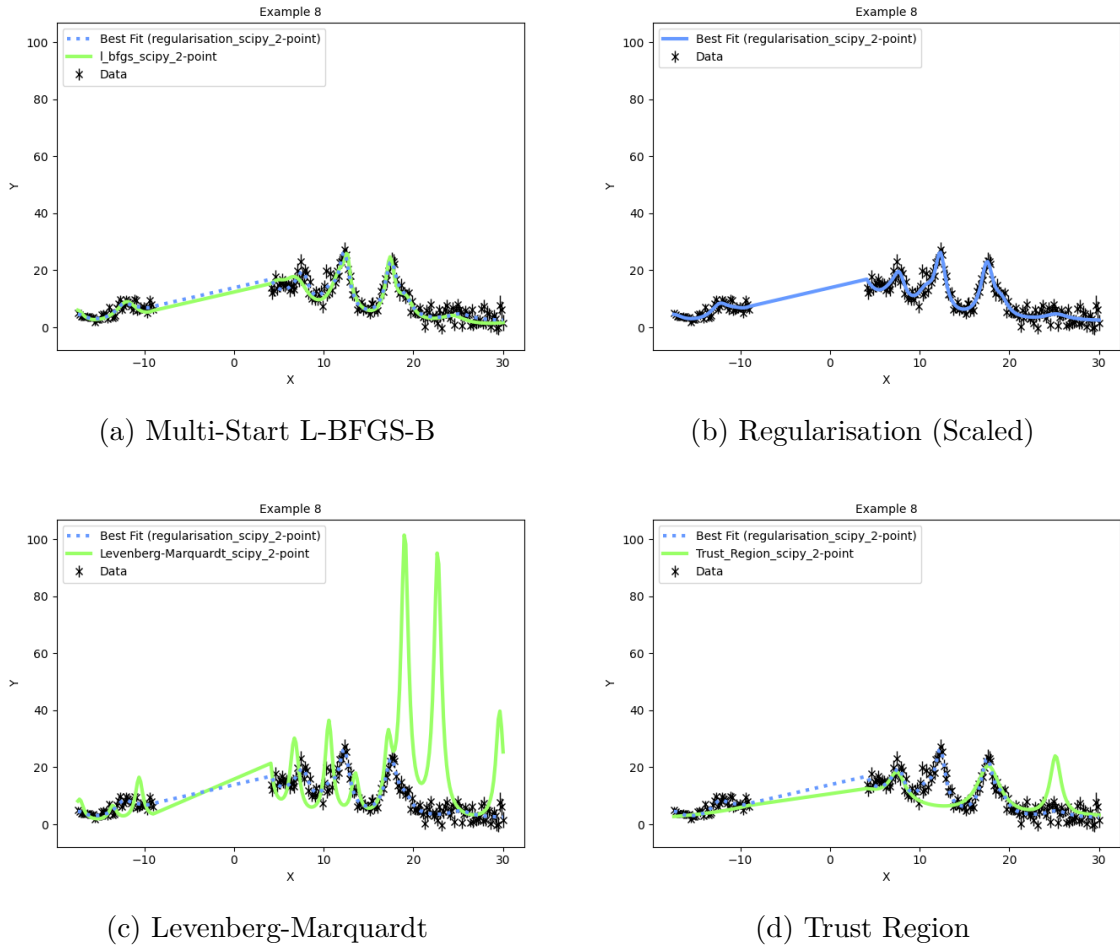 Example 8
Best Fit (regularisation_scipy_2-point)
l_bfgs_scipy_2-point
Data
100
80
60
40
20
0
Y
−10
0
10
20
30
X
(a) Multi-Start L-BFGS-B
Example 8
Best Fit (regularisation_scipy_2-point)
Data
100
80
60
40
20
0
Y
−10
0
10
20
30
X
(b) Regularisation (Scaled)
Example 8
Best Fit (regularisation_scipy_2-point)
Levenberg-Marquardt_scipy_2-point
Data
100
80
60
40
20
0
Y
−10
0
10
20
30
X
(c) Levenberg-Marquardt
Example 8
Best Fit (regularisation_scipy_2-point)
Trust_Region_scipy_2-point
Data
100
80
60
40
20
0
Y
−10
0
10
20
30
X
(d) Trust Region